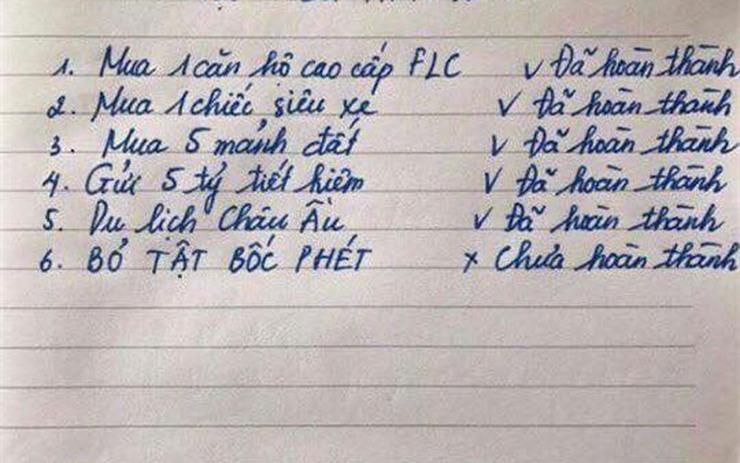 1. Mua 1 căn hộ cao cấp FLC v Đã hoàn thành
2. Mua 1 chiếc siêu xe v Đã hoàn thành
3. Mua 5 mảnh đất v Đã hoàn thành
4. Gửi 5 tỷ tiết kiệm v Đã hoàn thành
5. Du lịch Châu Âu v Đã hoàn thành
6. BỎ TẬT BỐC PHÉT x Chưa hoàn thành